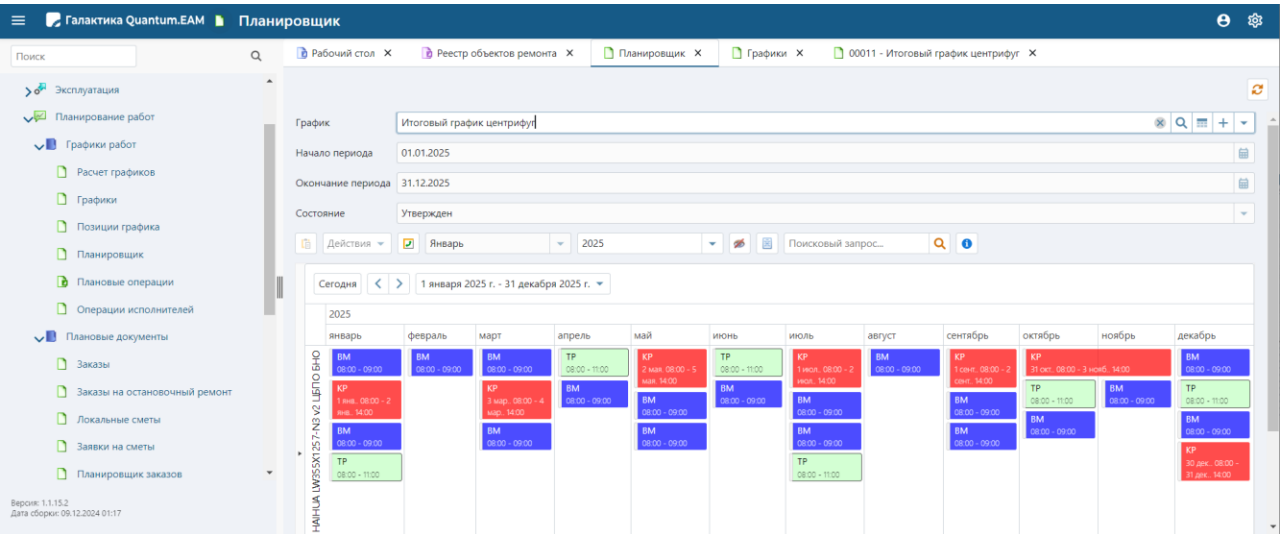 Галактика Quantum.EAM Планировщик
Поиск
Рабочий стол X Реестр объектов ремонта X Планировщик X Графики X 00011 - Итоговый график центрифуг X
Эксплуатация
Планирование работ
Графики работ
Расчет графиков
Графики
Позиции графика
Планировщик
Плановые операции
Операции исполнителей
Плановые документы
Заказы
Заказы на остановочный ремонт
Локальные сметы
Заявки на сметы
Планировщик заказов
Версия: 1.1.15.2
Дата сборки: 09.12.2024 01:17
График Итоговый график центрифуг
Начало периода 01.01.2025
Окончание периода 31.12.2025
Состояние Утвержден
Действия Январь 2025 Поисковый запрос...
Сегодня 1 января 2025 г. - 31 декабря 2025 г.
2025
январь февраль март апрель май июнь июль август сентябрь октябрь ноябрь декабрь
HAIHUA LW355X1257-N3 v2 ЦБПО БНО
ВМ
08:00 - 09:00
КР
1 янв. 08:00 - 2
янв. 14:00
ВМ
08:00 - 09:00
ТР
08:00 - 11:00
ВМ
08:00 - 09:00
ВМ
08:00 - 09:00
КР
3 мар. 08:00 - 4
мар. 14:00
ВМ
08:00 - 09:00
ТР
08:00 - 11:00
ВМ
08:00 - 09:00
КР
2 мая. 08:00 - 5
мая. 14:00
ВМ
08:00 - 09:00
ВМ
08:00 - 09:00
ТР
08:00 - 11:00
ВМ
08:00 - 09:00
КР
1 июл. 08:00 - 2
июл. 14:00
ВМ
08:00 - 09:00
ВМ
08:00 - 09:00
ТР
08:00 - 11:00
ВМ
08:00 - 09:00
КР
1 сент. 08:00 - 2
сент. 14:00
ВМ
08:00 - 09:00
ВМ
08:00 - 09:00
КР
31 окт. 08:00 - 3 нояб. 14:00
ТР
08:00 - 11:00
ВМ
08:00 - 09:00
ВМ
08:00 - 09:00
ВМ
08:00 - 09:00
ТР
08:00 - 11:00
ВМ
08:00 - 09:00
КР
30 дек. 08:00 -
31 дек. 14:00